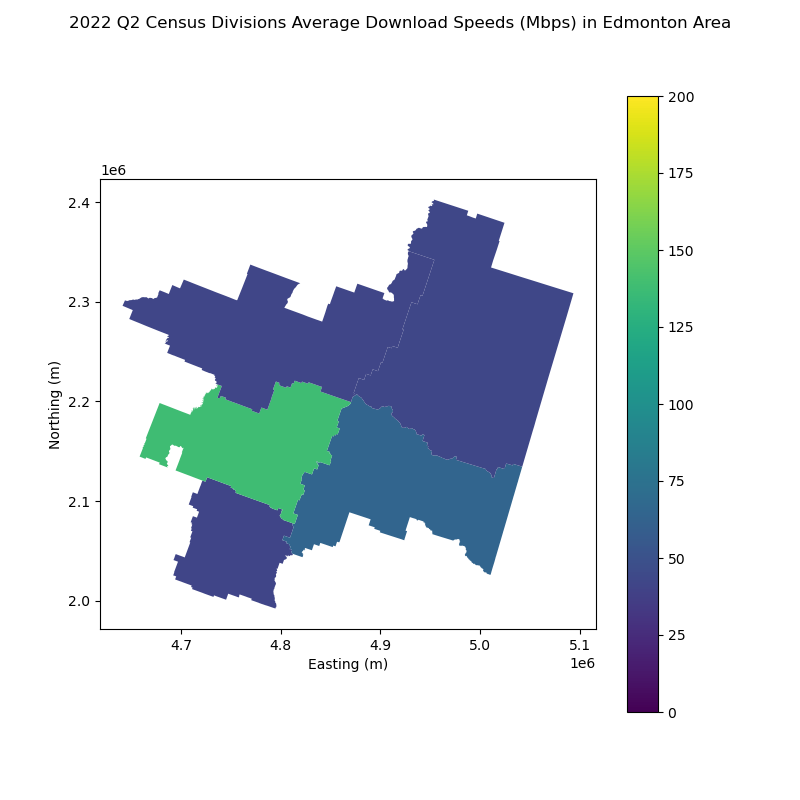 2022 Q2 Census Divisions Average Download Speeds (Mbps) in Edmonton Area
1e6
2.4
2.3
2.2
2.1
2.0
Northing (m)
4.7 4.8 4.9 5.0 5.1
Easting (m)
1e6
200
175
150
125
100
75
50
25
0